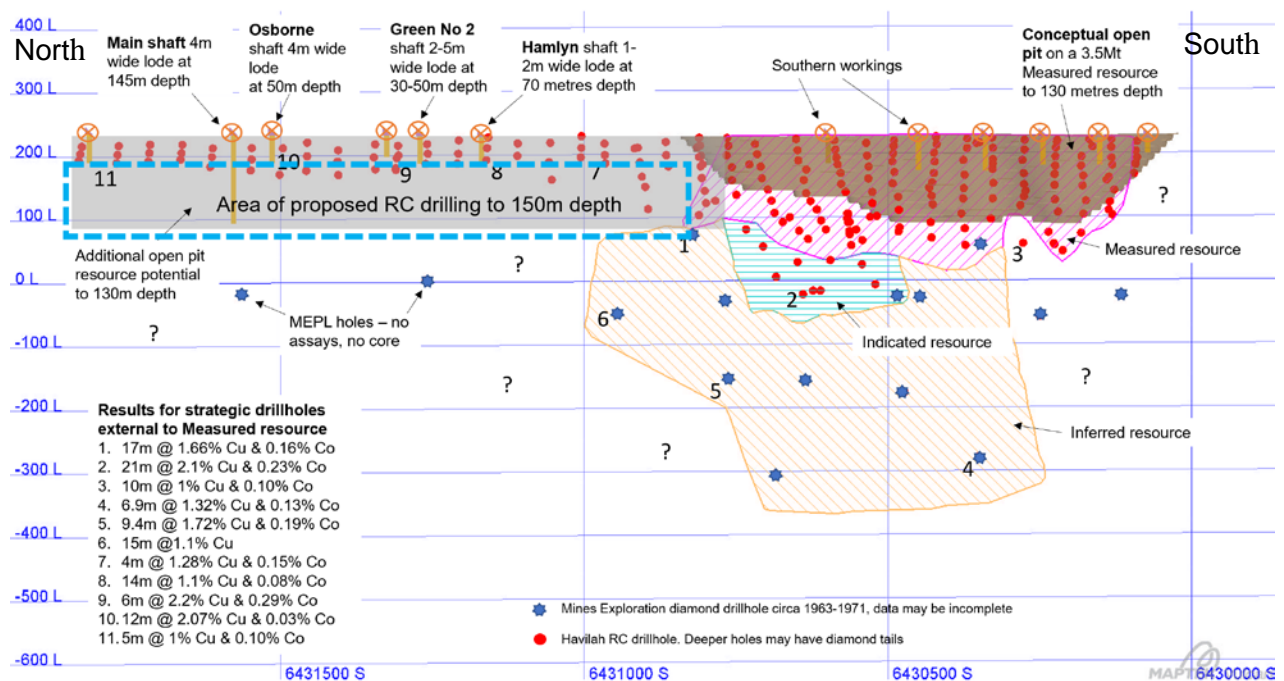 400 L
North
Main shaft 4m
wide lode at
145m depth
Osborne
shaft 4m wide
lode
at 50m depth
Green No 2
shaft 2-5m
wide lode at
30-50m depth
Hamlyn shaft 1-
2m wide lode at
70 metres depth
Southern workings
Conceptual open
pit on a 3.5Mt
Measured resource
to 130 metres depth
South
300 L
200 L
11
10
9
8
7
?
100 L
Area of proposed RC drilling to 150m depth
1
3
Measured resource
Additional open pit
resource potential
to 130m depth
?
0 L
2
MEPL holes – no
assays, no core
6
?
Indicated resource
-100 L
?
5
?
-200 L
Results for strategic drillholes
external to Measured resource
1. 17m @ 1.66% Cu & 0.16% Co
2. 21m @ 2.1% Cu & 0.23% Co
3. 10m @ 1% Cu & 0.10% Co
4. 6.9m @ 1.32% Cu & 0.13% Co
5. 9.4m @ 1.72% Cu & 0.19% Co
6. 15m @1.1% Cu
7. 4m @ 1.28% Cu & 0.15% Co
8. 14m @ 1.1% Cu & 0.08% Co
9. 6m @ 2.2% Cu & 0.29% Co
10. 12m @ 2.07% Cu & 0.03% Co
11. 5m @ 1% Cu & 0.10% Co
?
Inferred resource
4
-300 L
-400 L
-500 L
Mines Exploration diamond drillhole circa 1963-1971, data may be incomplete
Havilah RC drillhole. Deeper holes may have diamond tails
-600 L
6431500 S
6431000 S
6430500 S
6430000 S